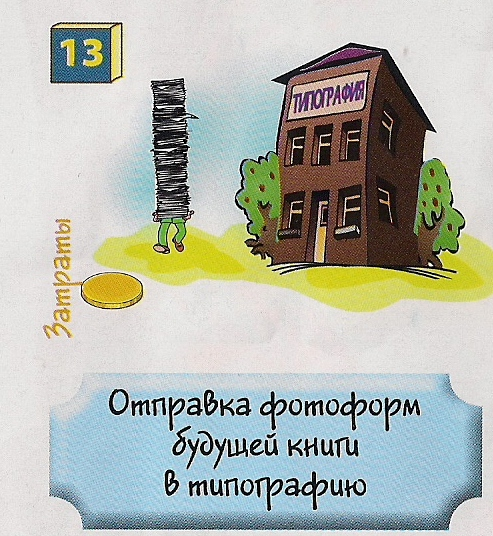 13
ТИПОГРАФИЯ
Затраты
Отправка фотоформ
будущей книги
в типографию